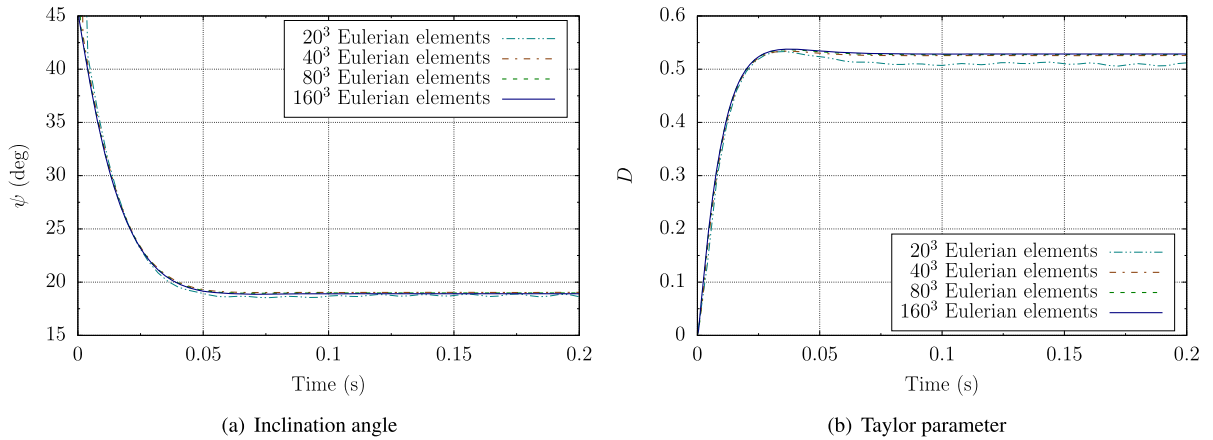 45
40
35
30
25
20
15
ψ (deg)
0
0.05
0.1
0.15
0.2
Time (s)
20³ Eulerian elements
40³ Eulerian elements
80³ Eulerian elements
160³ Eulerian elements
(a) Inclination angle
0.6
0.5
0.4
0.3
0.2
0.1
0
D
0
0.05
0.1
0.15
0.2
Time (s)
20³ Eulerian elements
40³ Eulerian elements
80³ Eulerian elements
160³ Eulerian elements
(b) Taylor parameter